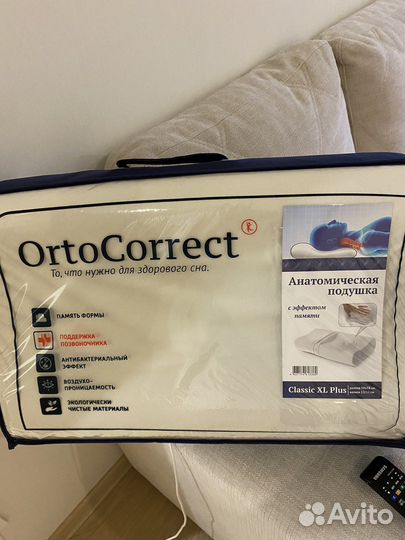 OrtoCorrect ®
То, что нужно для здорового сна.
ПАМЯТЬ ФОРМЫ
ПОДДЕРЖКА
ПОЗВОНОЧНИКА
АНТИБАКТЕРИАЛЬНЫЙ
ЭФФЕКТ
ВОЗДУХО-
ПРОНИЦАЕМОСТЬ
ЭКОЛОГИЧЕСКИ
ЧИСТЫЕ МАТЕРИАЛЫ
Анатомическая
подушка
с эффектом
памяти
Classic XL Plus
SAMSUNG
Avito